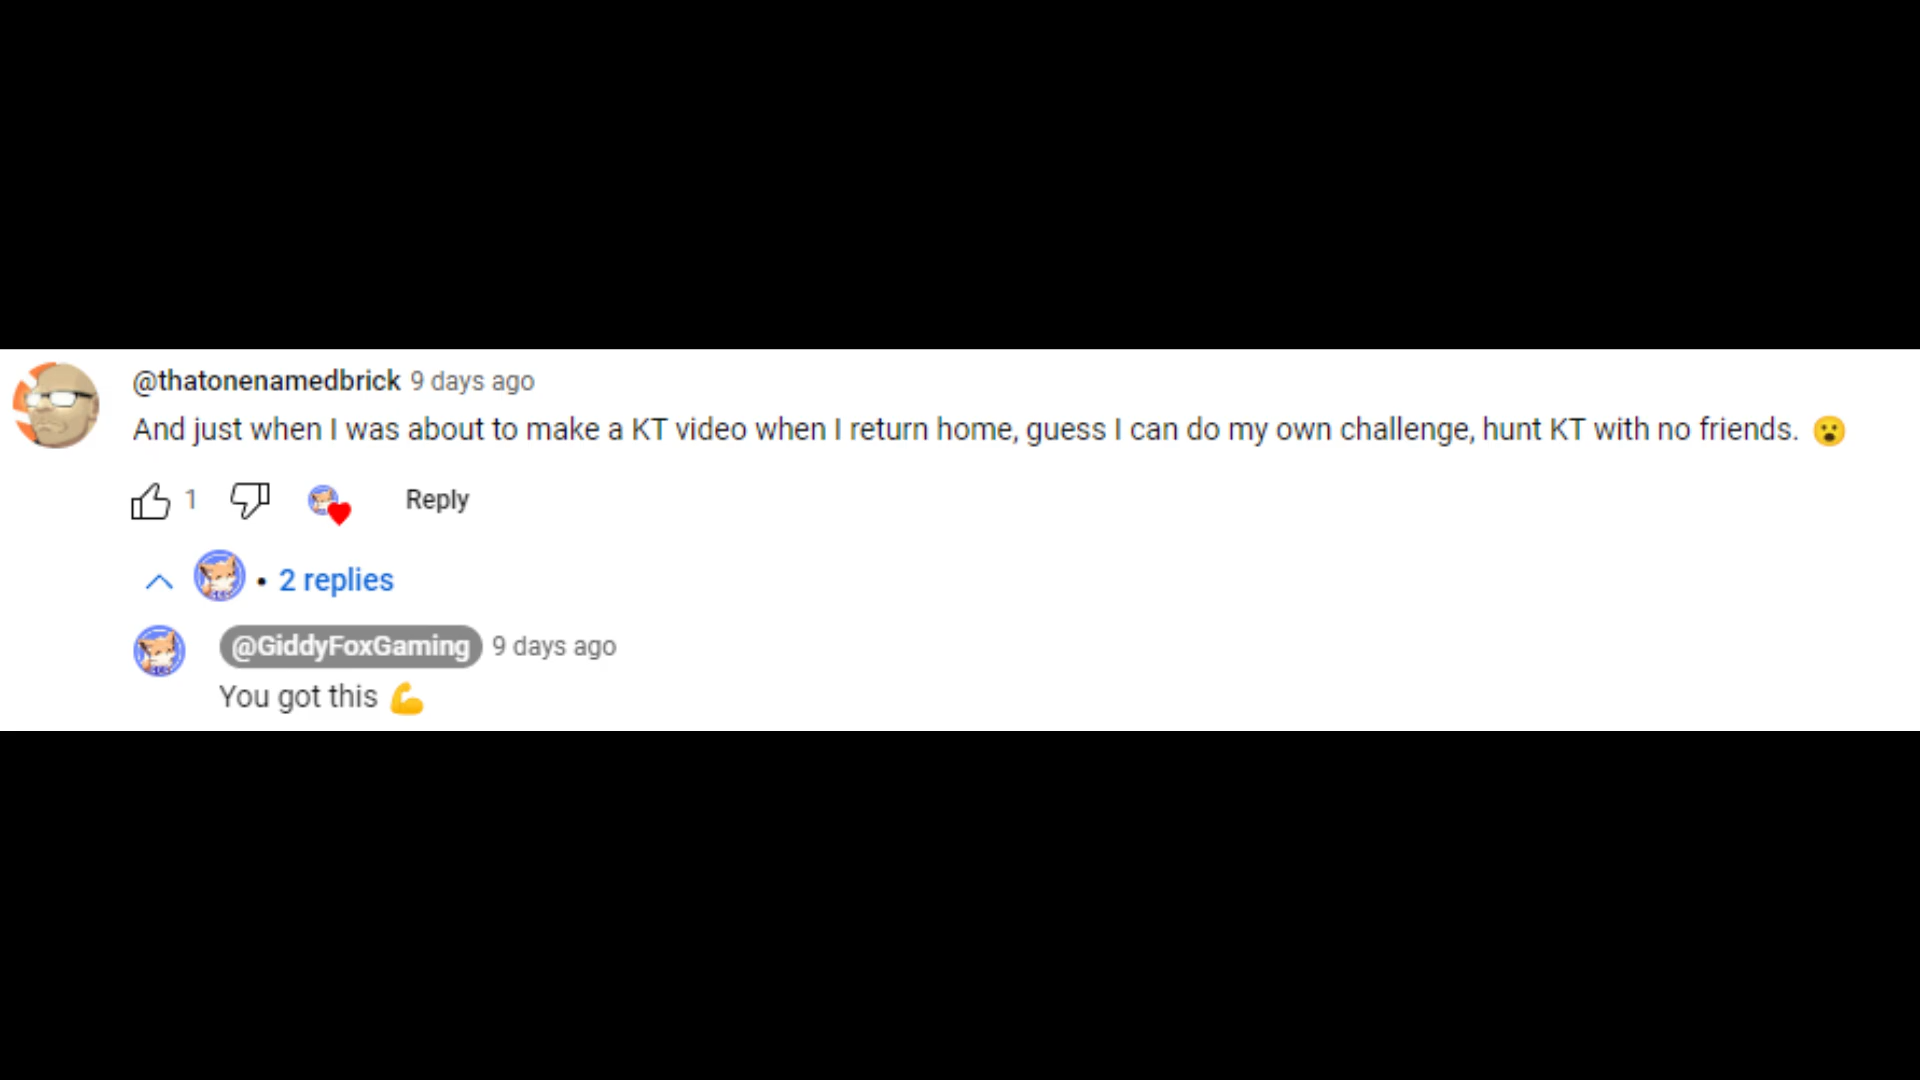 @thatonenamedbrick 9 days ago
And just when I was about to make a KT video when I return home, guess I can do my own challenge, hunt KT with no friends. 😮
1 Reply
2 replies
@GiddyFoxGaming 9 days ago
You got this 💪